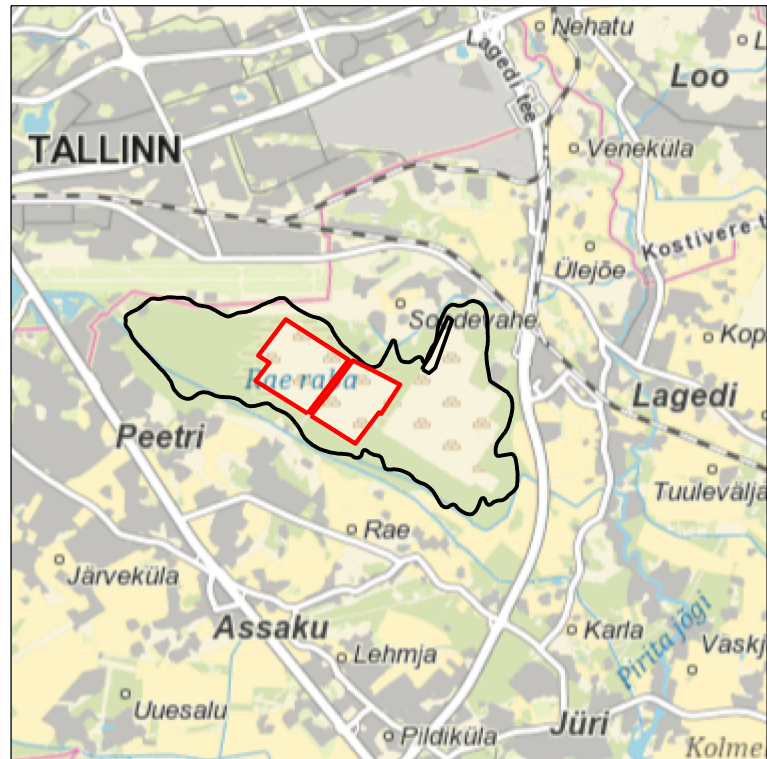 Nehatu
Lagedi tee
Loo
TALLINN
Veneküla
Kostivere t
Ülejõe
Soodevahe
Kop
Rae raba
Lagedi
Peetri
Tuulevälja
Rae
Järveküla
Assaku
Karla
Pirita jõgi
Lehmja
Vaskj
Uuesalu
Jüri
Pildiküla
Kolme